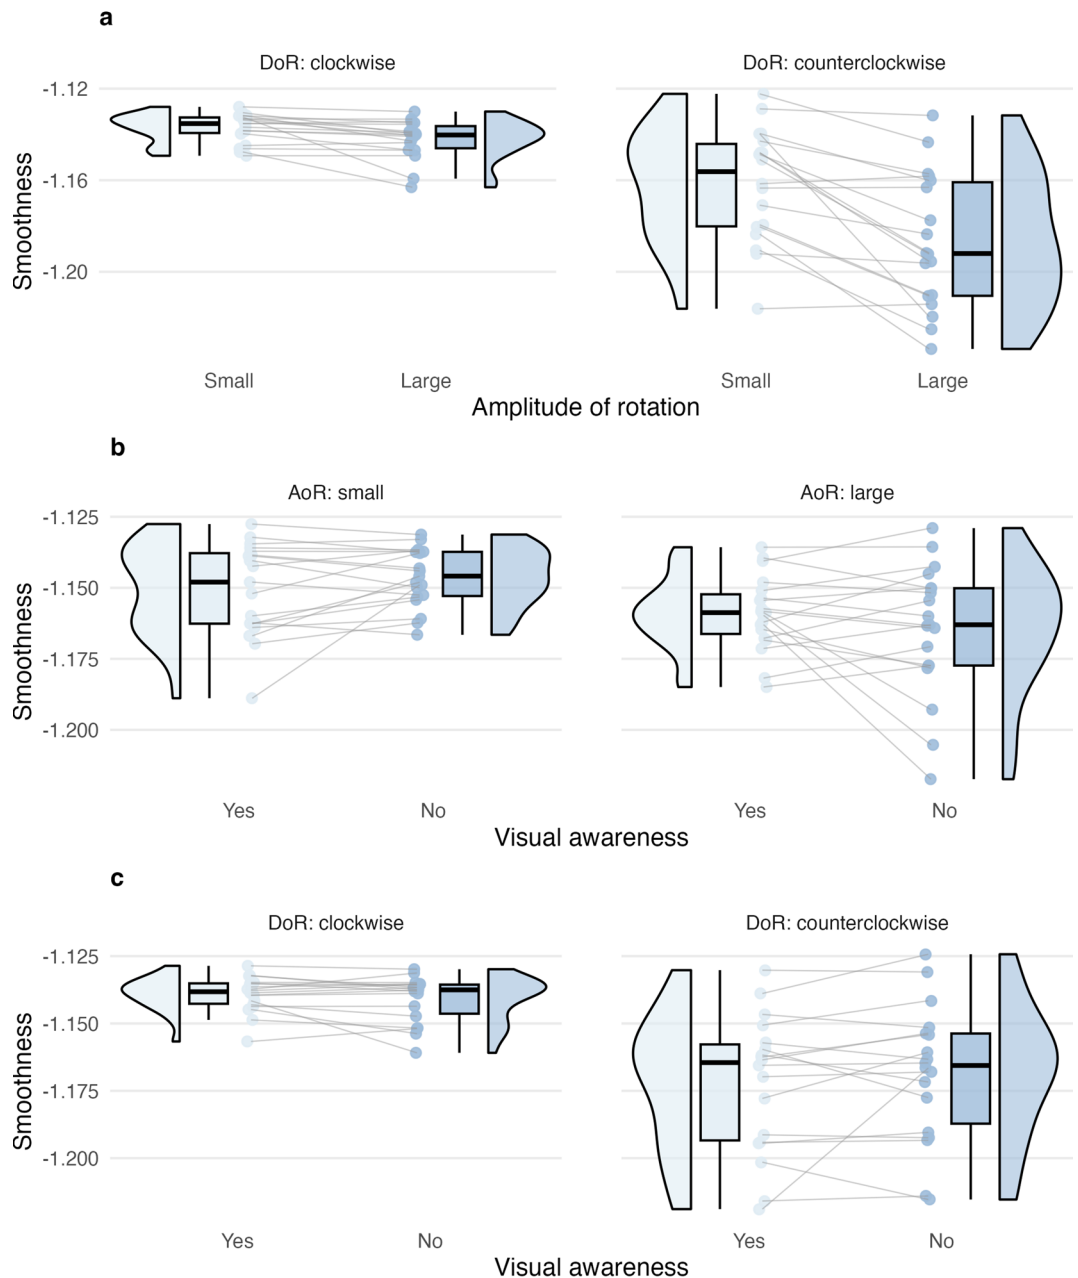 a
DoR: clockwise
DoR: counterclockwise
-1.12
-1.16
-1.20
Smoothness
Small
Large
Small
Large
Amplitude of rotation
b
AoR: small
AoR: large
-1.125
-1.150
-1.175
-1.200
Smoothness
Yes
No
Yes
No
Visual awareness
c
DoR: clockwise
DoR: counterclockwise
-1.125
-1.150
-1.175
-1.200
Smoothness
Yes
No
Yes
No
Visual awareness